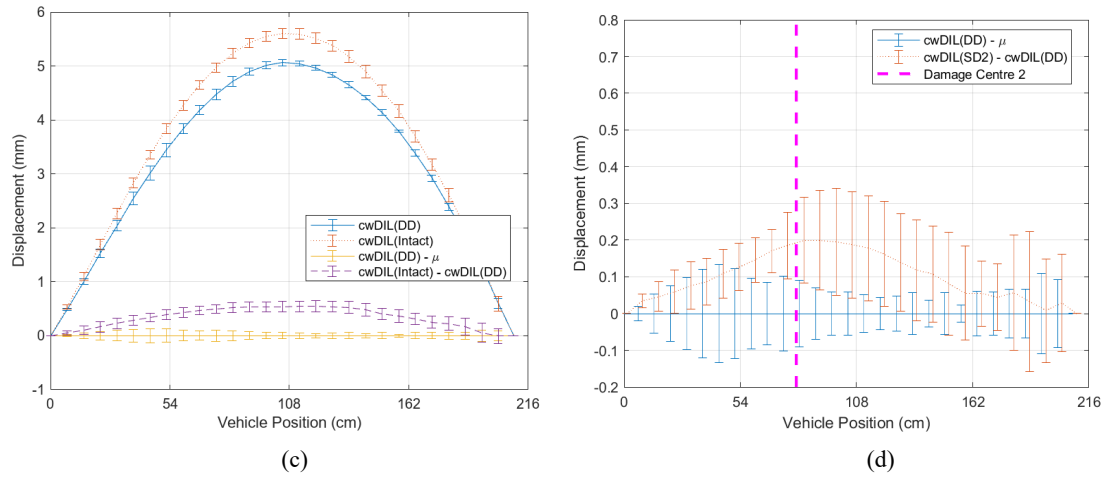 6
5
4
3
2
1
0
-1
Displacement (mm)
0
54
108
162
216
Vehicle Position (cm)
cwDIL(DD)
cwDIL(Intact)
cwDIL(DD) - μ
cwDIL(Intact) - cwDIL(DD)
(c)
0.8
0.7
0.6
0.5
0.4
0.3
0.2
0.1
0
-0.1
-0.2
Displacement (mm)
0
54
108
162
216
Vehicle Position (cm)
cwDIL(DD) - μ
cwDIL(SD2) - cwDIL(DD)
Damage Centre 2
(d)